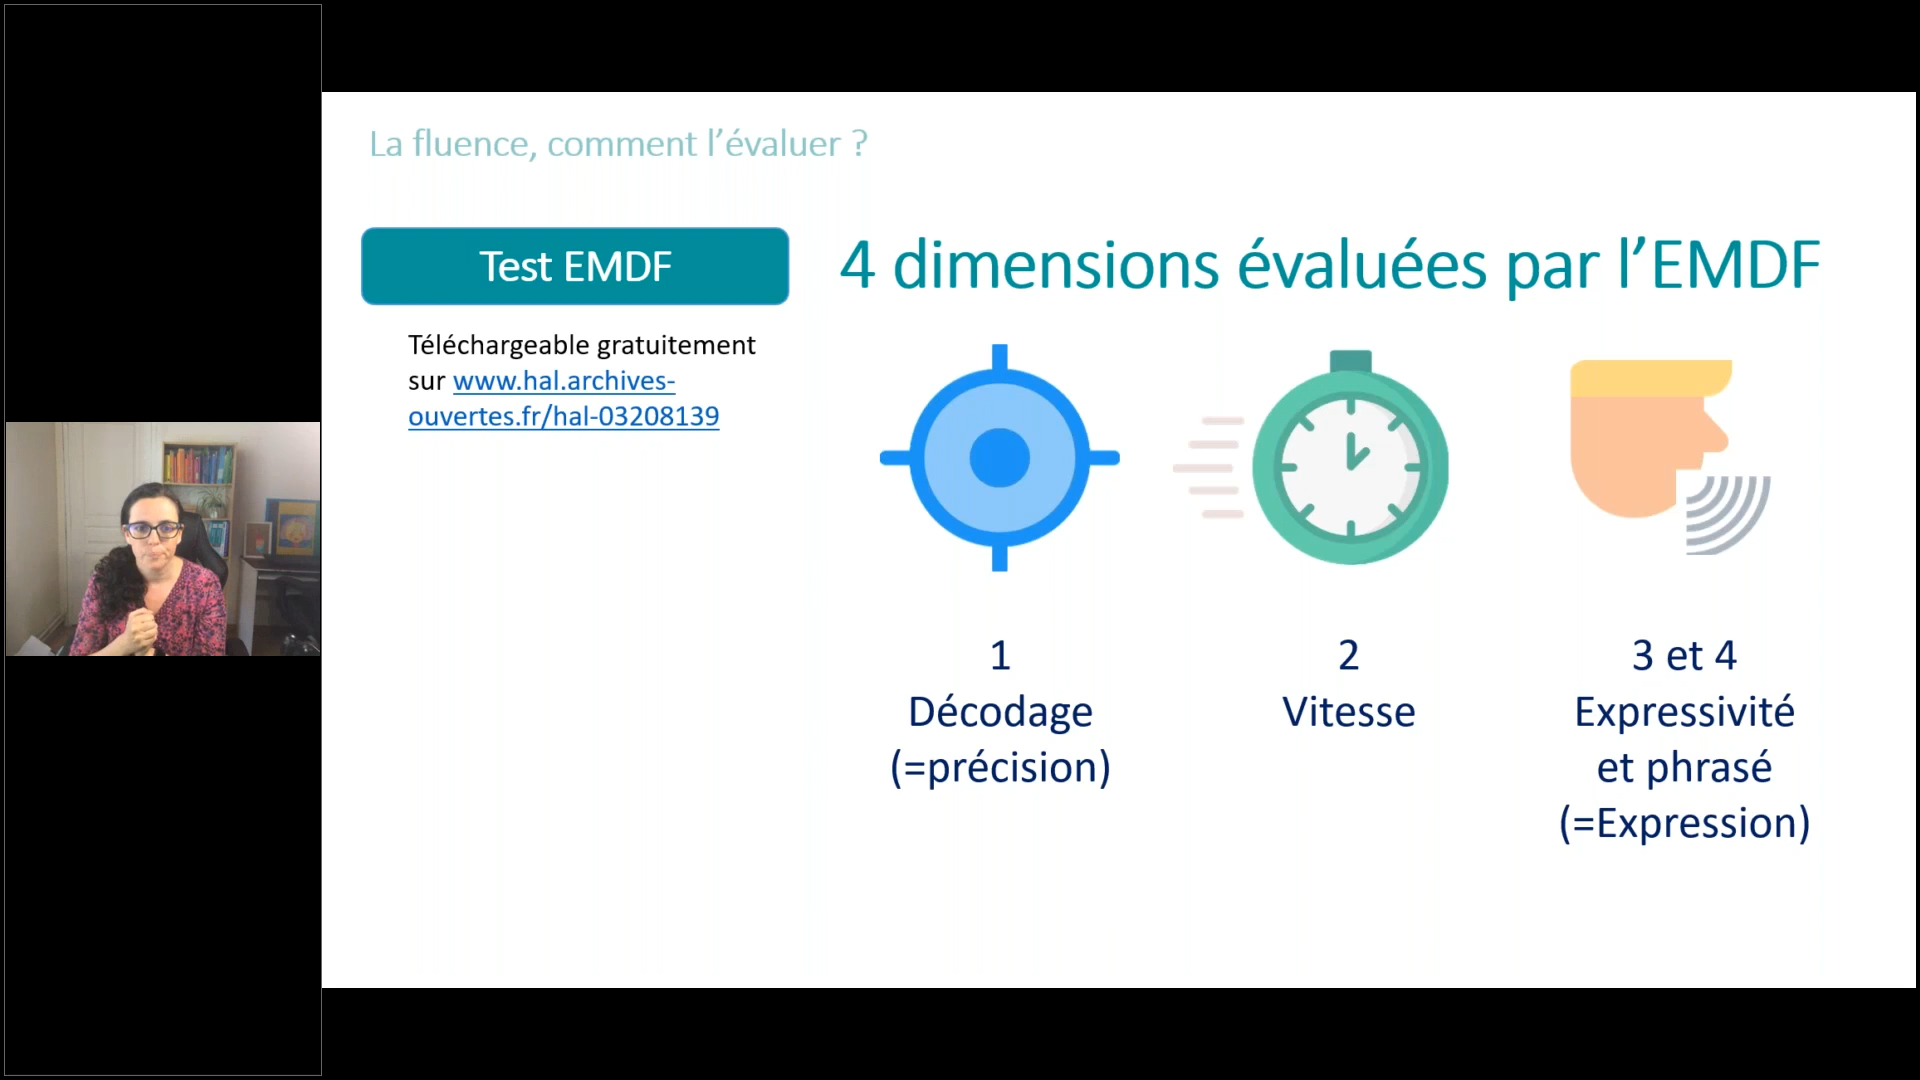 La fluence, comment l’évaluer ?
Test EMDF
Téléchargeable gratuitement
sur www.hal.archives-
ouvertes.fr/hal-03208139
4 dimensions évaluées par l’EMDF
1
Décodage
(=précision)
2
Vitesse
3 et 4
Expressivité
et phrasé
(=Expression)